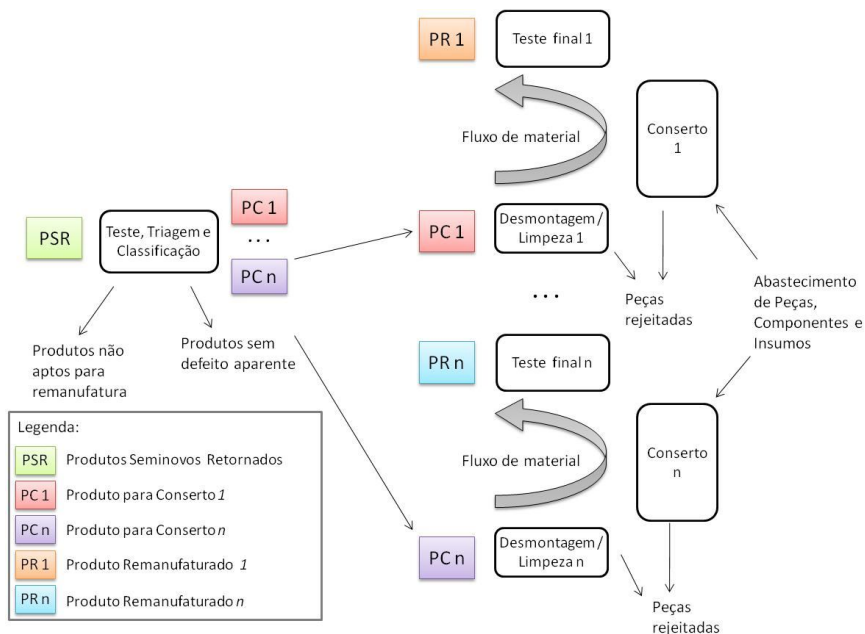 PR 1
Teste final 1
Fluxo de material
Conserto
1
PC 1
PSR
Teste, Triagem e
Classificação
...
PC n
PC 1
Desmontagem/
Limpeza 1
...
Peças
rejeitadas
Abastecimento
de Peças,
Componentes e
Insumos
Produtos não
aptos para
remanufatura
Produtos sem
defeito aparente
PR n
Teste final n
Fluxo de material
Conserto
n
PC n
Desmontagem/
Limpeza n
Peças
rejeitadas
Legenda:
PSR Produtos Seminovos Retornados
PC 1 Produto para Conserto 1
PC n Produto para Conserto n
PR 1 Produto Remanufaturado 1
PR n Produto Remanufaturado n